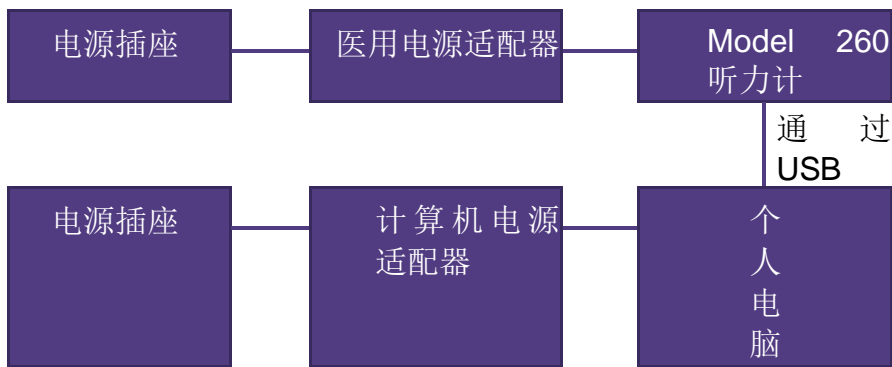 电源插座
医用电源适配器
Model 260
听力计
通过
USB
电源插座
计算机电源
适配器
个
人
电
脑